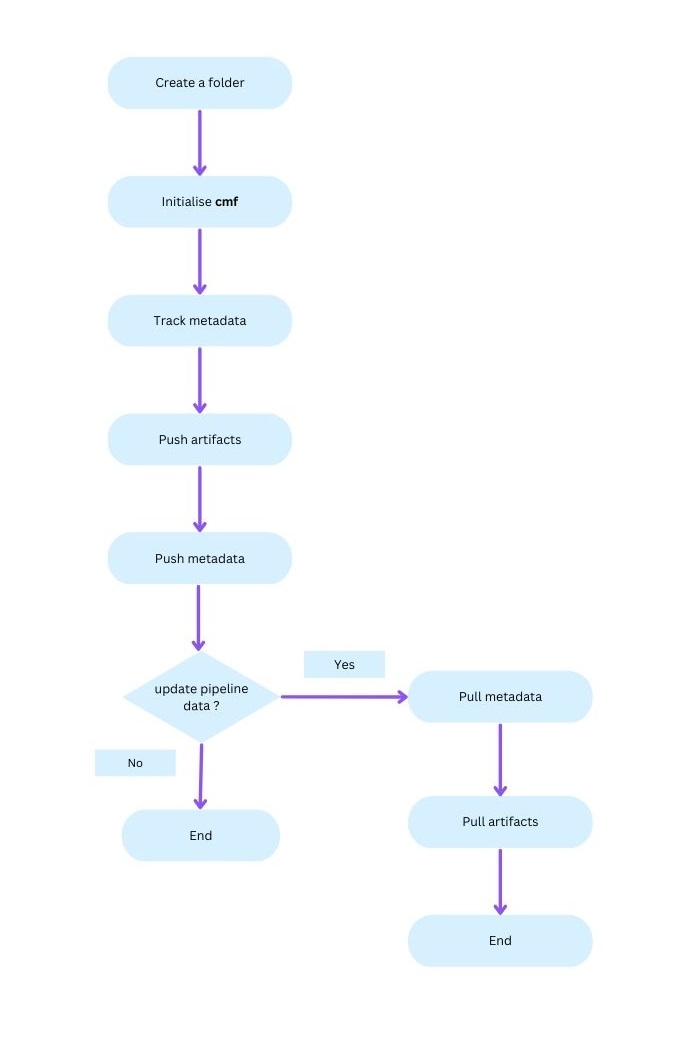 Create a folder
Initialise cmf
Track metadata
Push artifacts
Push metadata
update pipeline
data ?
Yes
Pull metadata
No
Pull artifacts
End
End